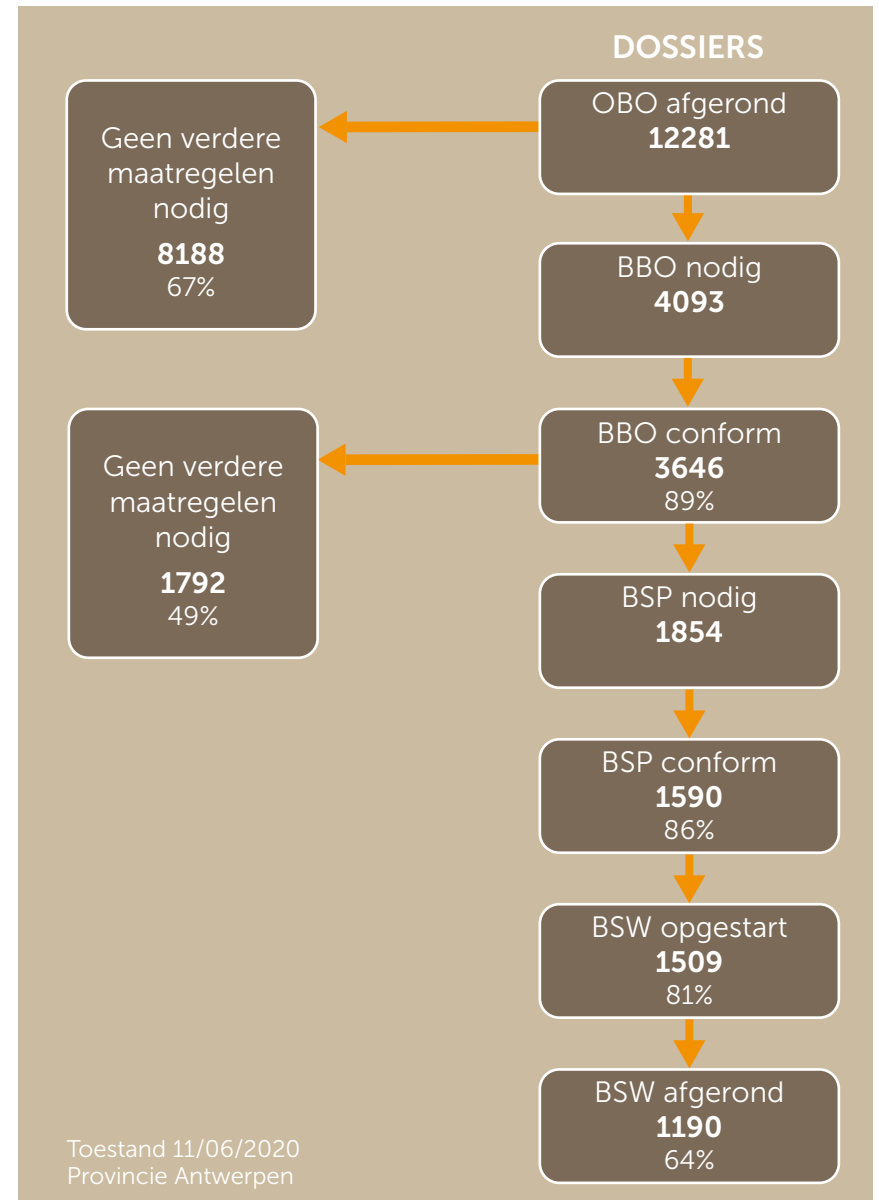 DOSSIERS
OBO afgerond
12281
Geen verdere
maatregelen
nodig
8188
67%
BBO nodig
4093
BBO conform
3646
89%
Geen verdere
maatregelen
nodig
1792
49%
BSP nodig
1854
BSP conform
1590
86%
BSW opgestart
1509
81%
BSW afgerond
1190
64%
Toestand 11/06/2020
Provincie Antwerpen